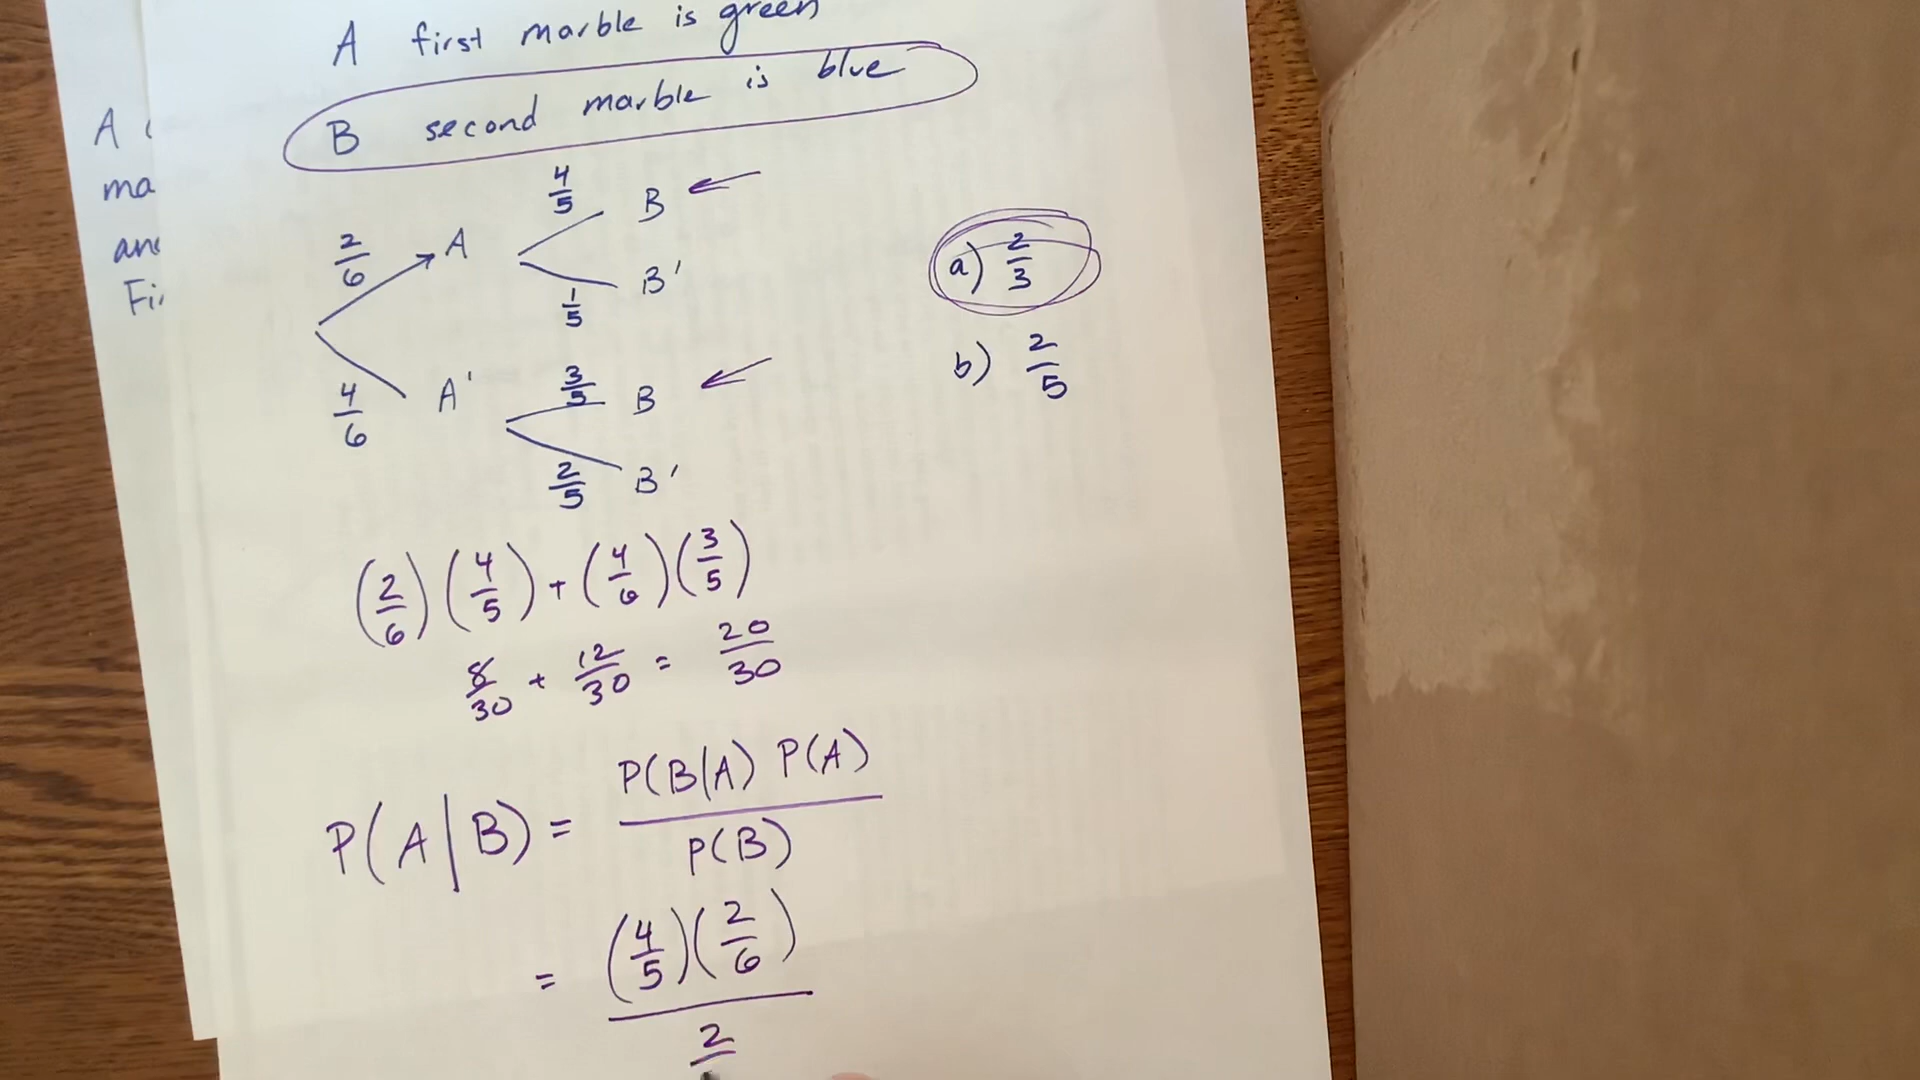 A first marble is green
B second marble is blue
A
ma
and
Fi
4/5 B
2/6 A
1/5 B'
4/6 A'
3/5 B
2/5 B'
a) 2/3
b) 2/5
(2/6)(4/5) + (4/6)(3/5)
8/30 + 12/30 = 20/30
P(A|B) = P(B|A) P(A) / P(B)
= (4/5)(2/6) / 2